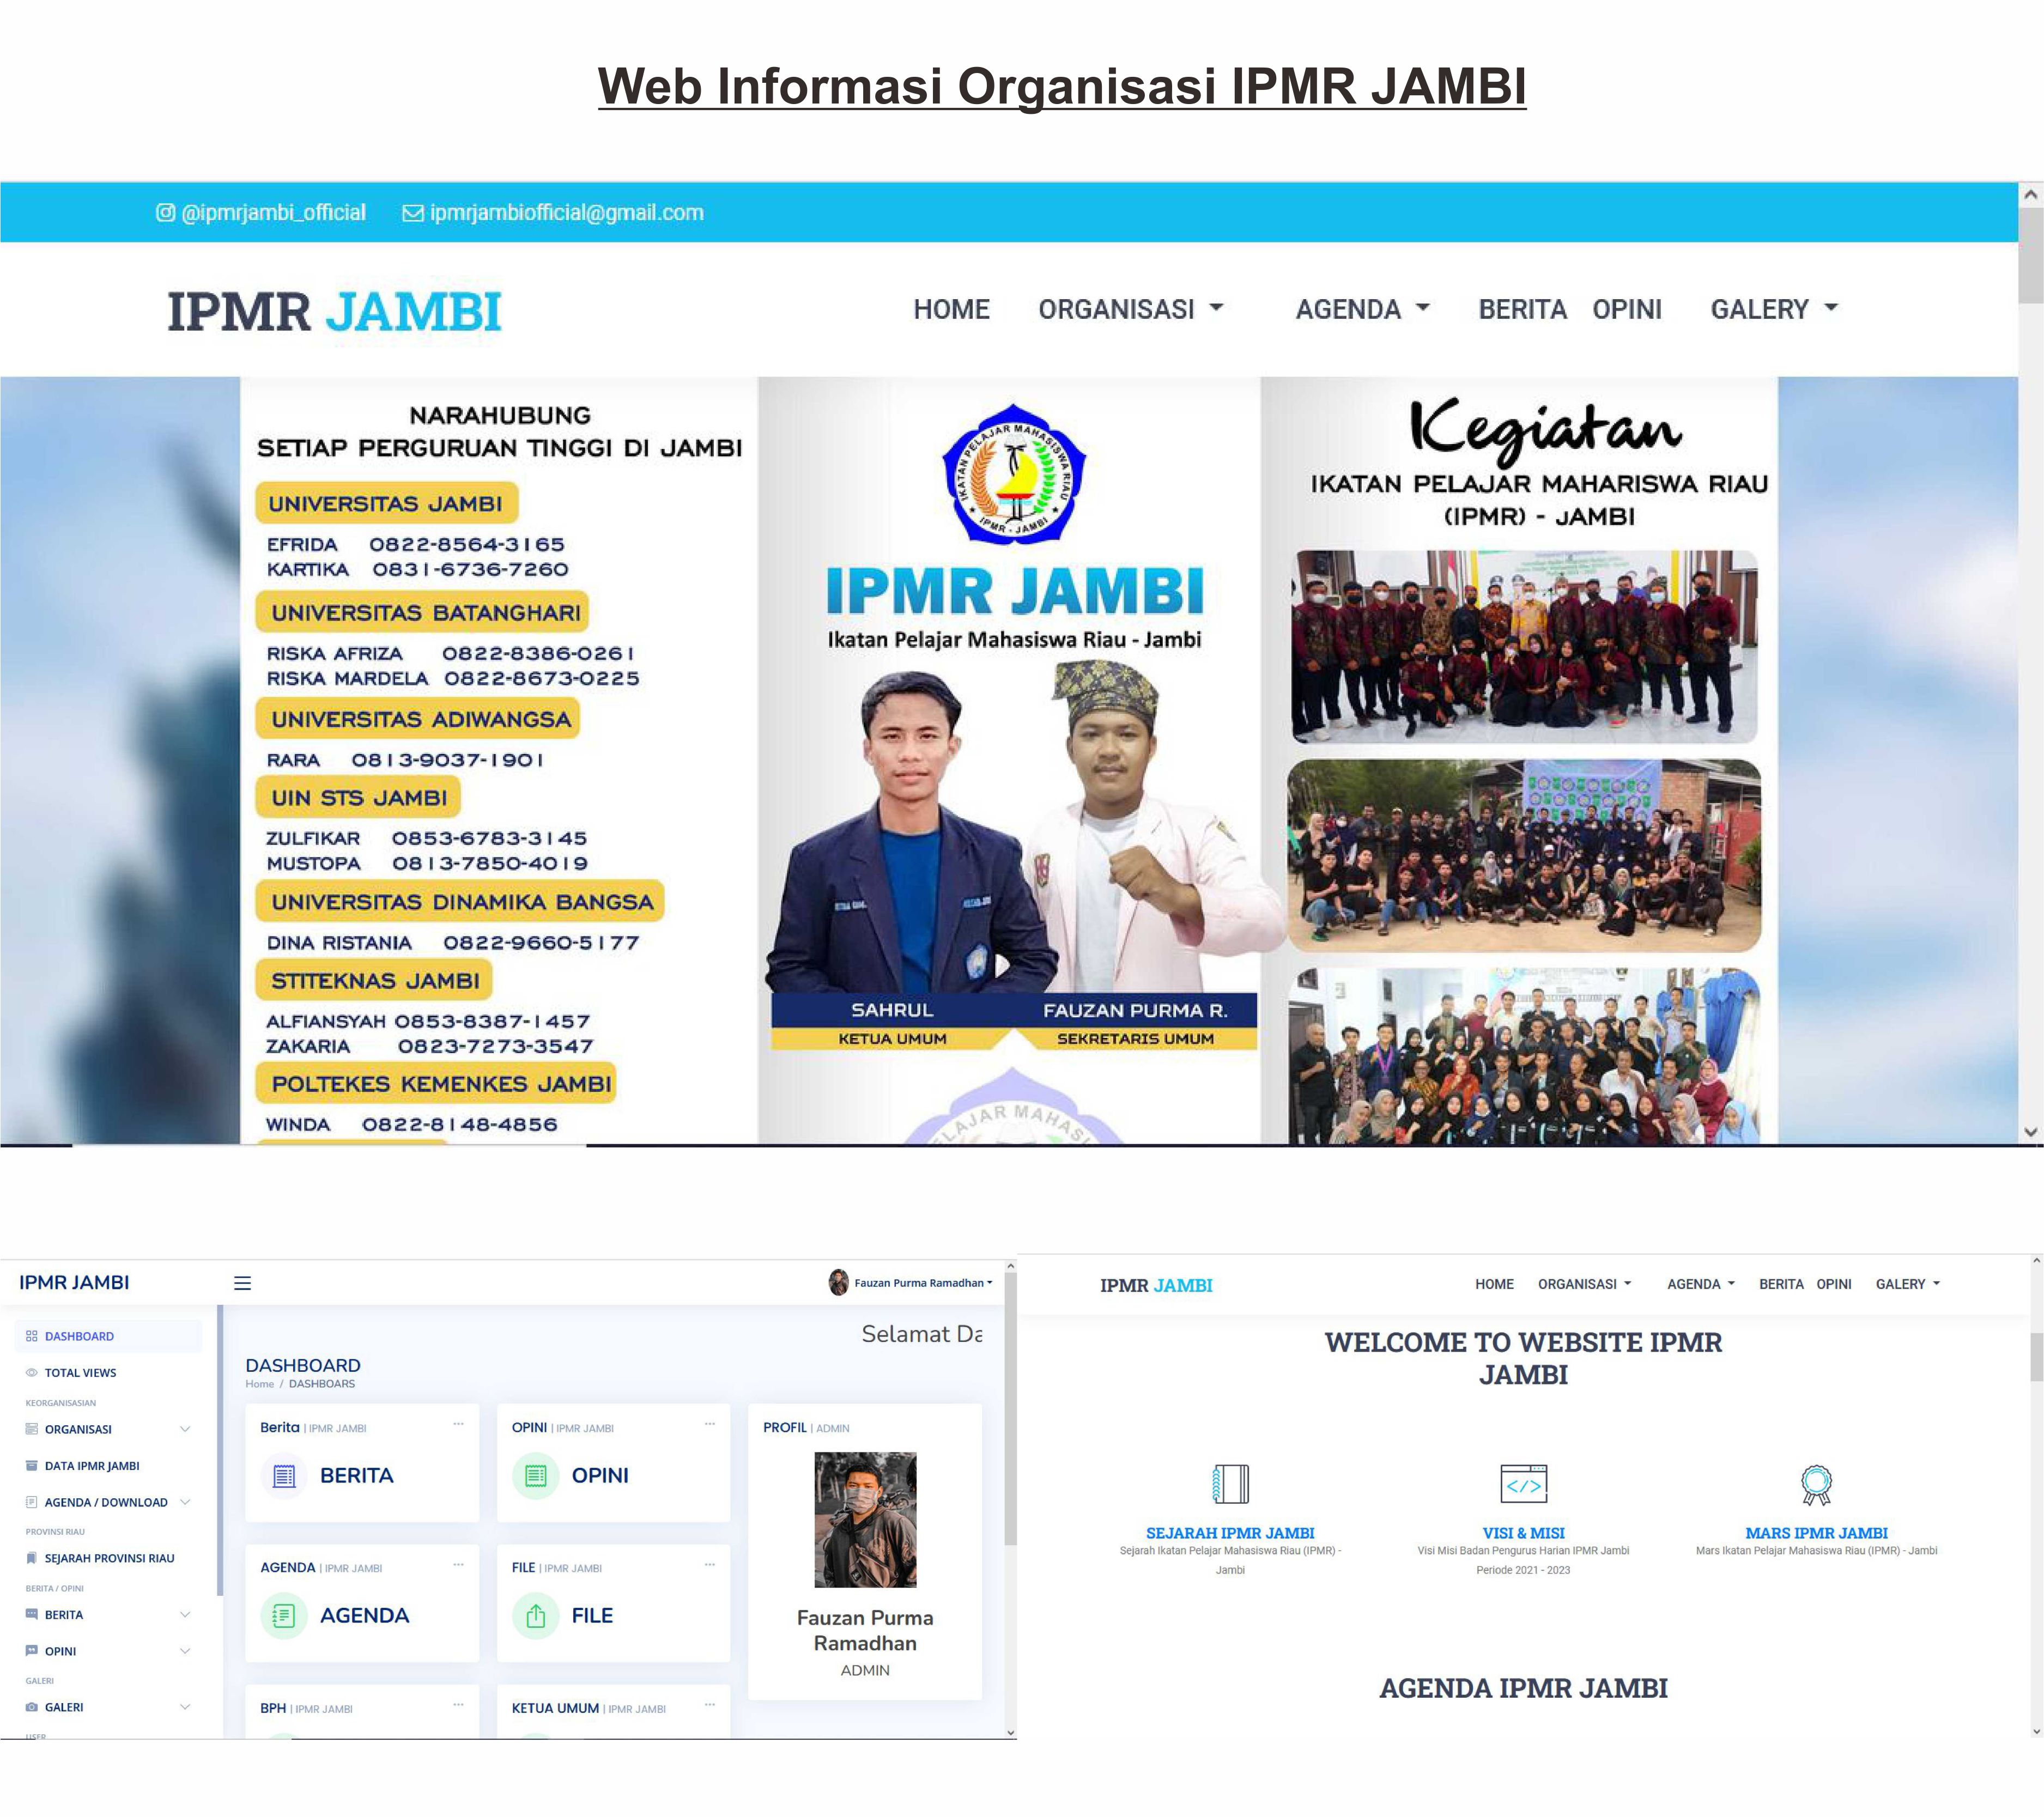 Web Informasi Organisasi IPMR JAMBI
@ipmrjambi_official ipmrjambiofficial@gmail.com
IPMR JAMBI
HOME ORGANISASI AGENDA BERITA OPINI GALERY
NARAHUBUNG
SETIAP PERGURUAN TINGGI DI JAMBI
UNIVERSITAS JAMBI
EFRIDA 0822-8564-3165
KARTIKA 0831-6736-7260
UNIVERSITAS BATANGHARI
RISKA AFRIZA 0822-8386-0261
RISKA MARDELA 0822-8673-0225
UNIVERSITAS ADIWANGSA
RARA 0813-9037-1901
UIN STS JAMBI
ZULFIKAR 0853-6783-3145
MUSTOPA 0813-7850-4019
UNIVERSITAS DINAMIKA BANGSA
DINA RISTANIA 0822-9660-5177
STITEKNAS JAMBI
ALFIANSYAH 0853-8387-1457
ZAKARIA 0823-7273-3547
POLTEKES KEMENKES JAMBI
WINDA 0822-8148-4856
IKATAN PELAJAR MAHASISWA RIAU
IPMR - JAMBI
IPMR JAMBI
Ikatan Pelajar Mahasiswa Riau - Jambi
SAHRUL
KETUA UMUM
FAUZAN PURMA R.
SEKRETARIS UMUM
Kegiatan
IKATAN PELAJAR MAHARISWA RIAU
(IPMR) - JAMBI
IPMR JAMBI
Fauzan Purma Ramadhan
DASHBOARD
TOTAL VIEWS
KEORGANISASIAN
ORGANISASI
DATA IPMR JAMBI
AGENDA / DOWNLOAD
PROVINSI RIAU
SEJARAH PROVINSI RIAU
BERITA / OPINI
BERITA
OPINI
GALERI
GALERI
USER
Selamat Da
DASHBOARD
Home / DASHBOARS
Berita | IPMR JAMBI
BERITA
OPINI | IPMR JAMBI
OPINI
AGENDA | IPMR JAMBI
AGENDA
FILE | IPMR JAMBI
FILE
BPH | IPMR JAMBI
KETUA UMUM | IPMR JAMBI
PROFIL | ADMIN
Fauzan Purma
Ramadhan
ADMIN
IPMR JAMBI
HOME ORGANISASI AGENDA BERITA OPINI GALERY
WELCOME TO WEBSITE IPMR
JAMBI
SEJARAH IPMR JAMBI
Sejarah Ikatan Pelajar Mahasiswa Riau (IPMR) -
Jambi
VISI & MISI
Visi Misi Badan Pengurus Harian IPMR Jambi
Periode 2021 - 2023
MARS IPMR JAMBI
Mars Ikatan Pelajar Mahasiswa Riau (IPMR) - Jambi
AGENDA IPMR JAMBI